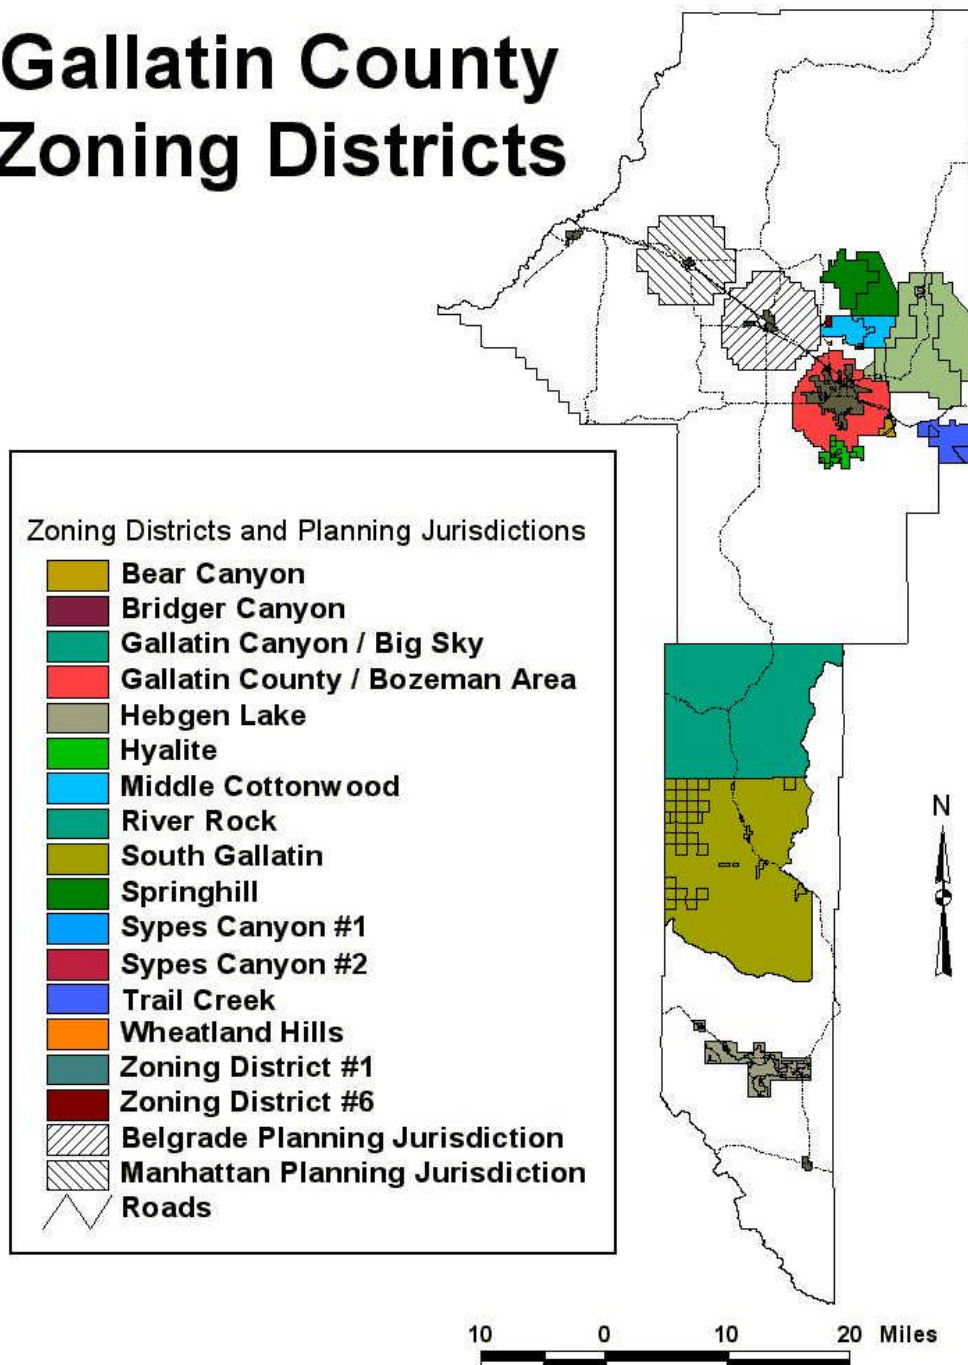 Gallatin County
Zoning Districts
Zoning Districts and Planning Jurisdictions
Bear Canyon
Bridger Canyon
Gallatin Canyon / Big Sky
Gallatin County / Bozeman Area
Hebgen Lake
Hyalite
Middle Cottonwood
River Rock
South Gallatin
Springhill
Sypes Canyon #1
Sypes Canyon #2
Trail Creek
Wheatland Hills
Zoning District #1
Zoning District #6
Belgrade Planning Jurisdiction
Manhattan Planning Jurisdiction
Roads
N
10 0 10 20 Miles